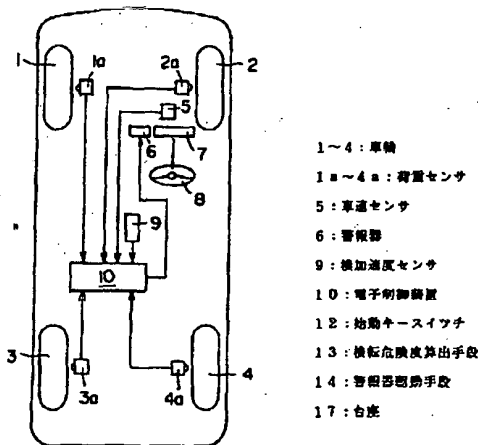 1
1a
2a
2
5
6
7
8
9
10
3
3a
4a
4
1~4:車輪
1a~4a:荷重センサ
5:車速センサ
6:警報器
9:横加速度センサ
10:電子制御装置
12:始動キースイツチ
13:横転危険度算出手段
14:警報器駆動手段
17:台座